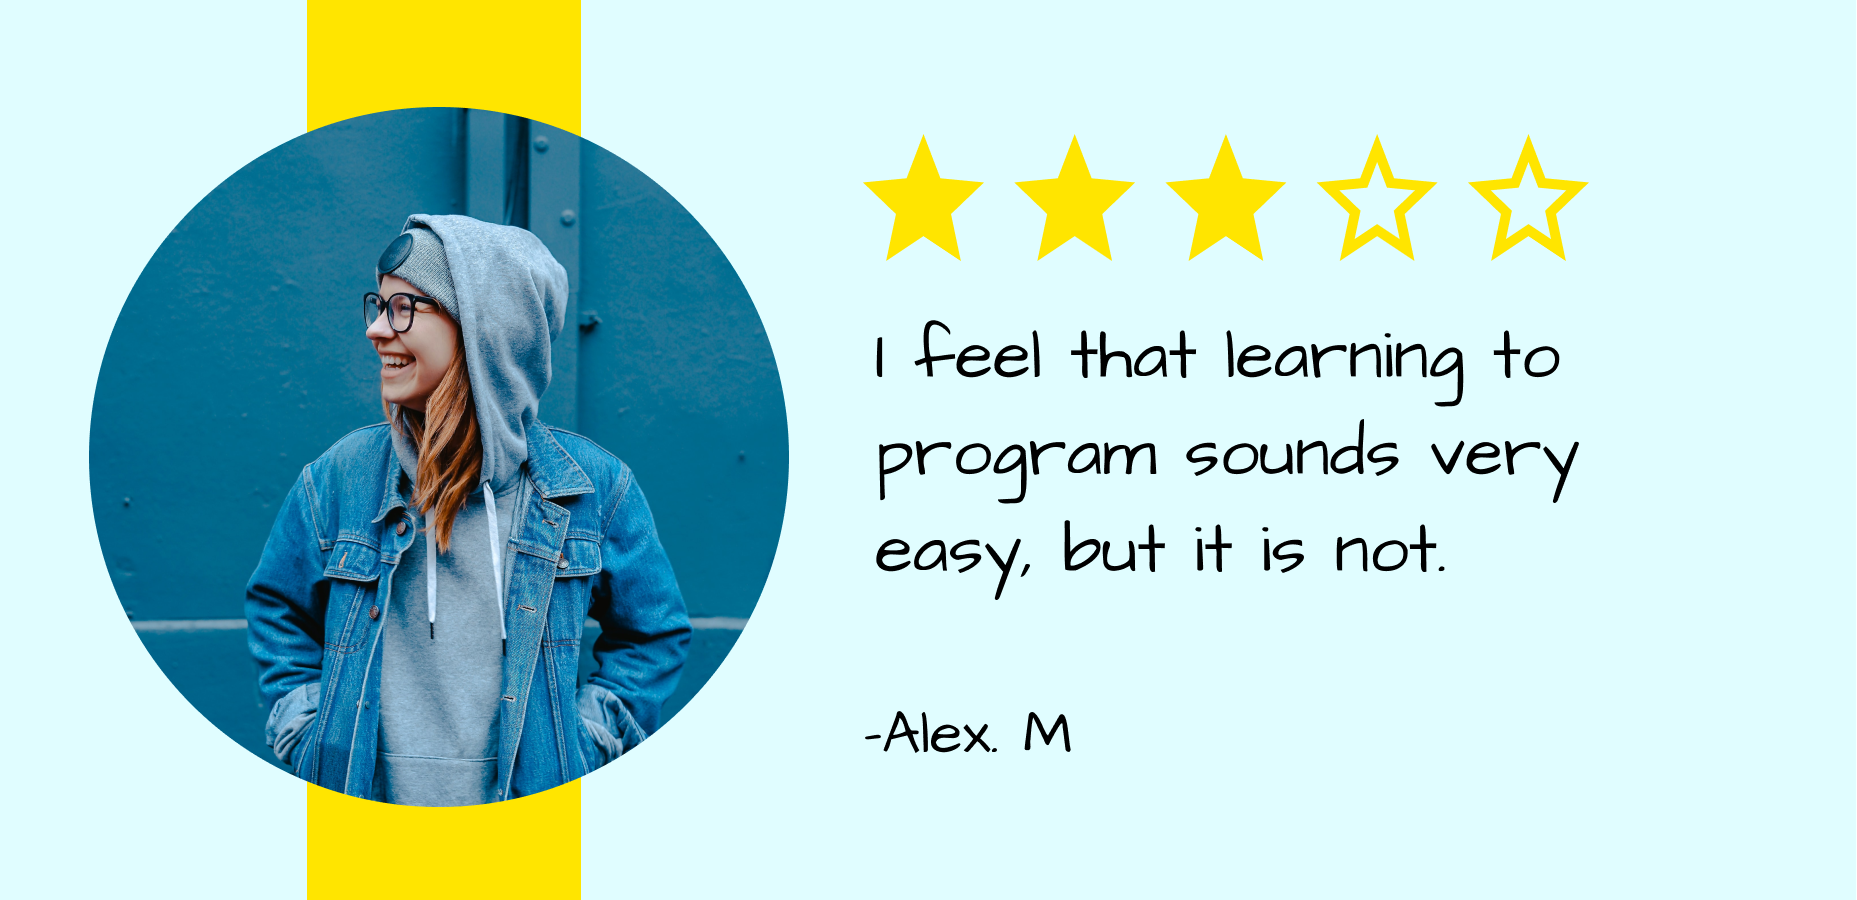 I feel that learning to
program sounds very
easy, but it is not.
-Alex. M